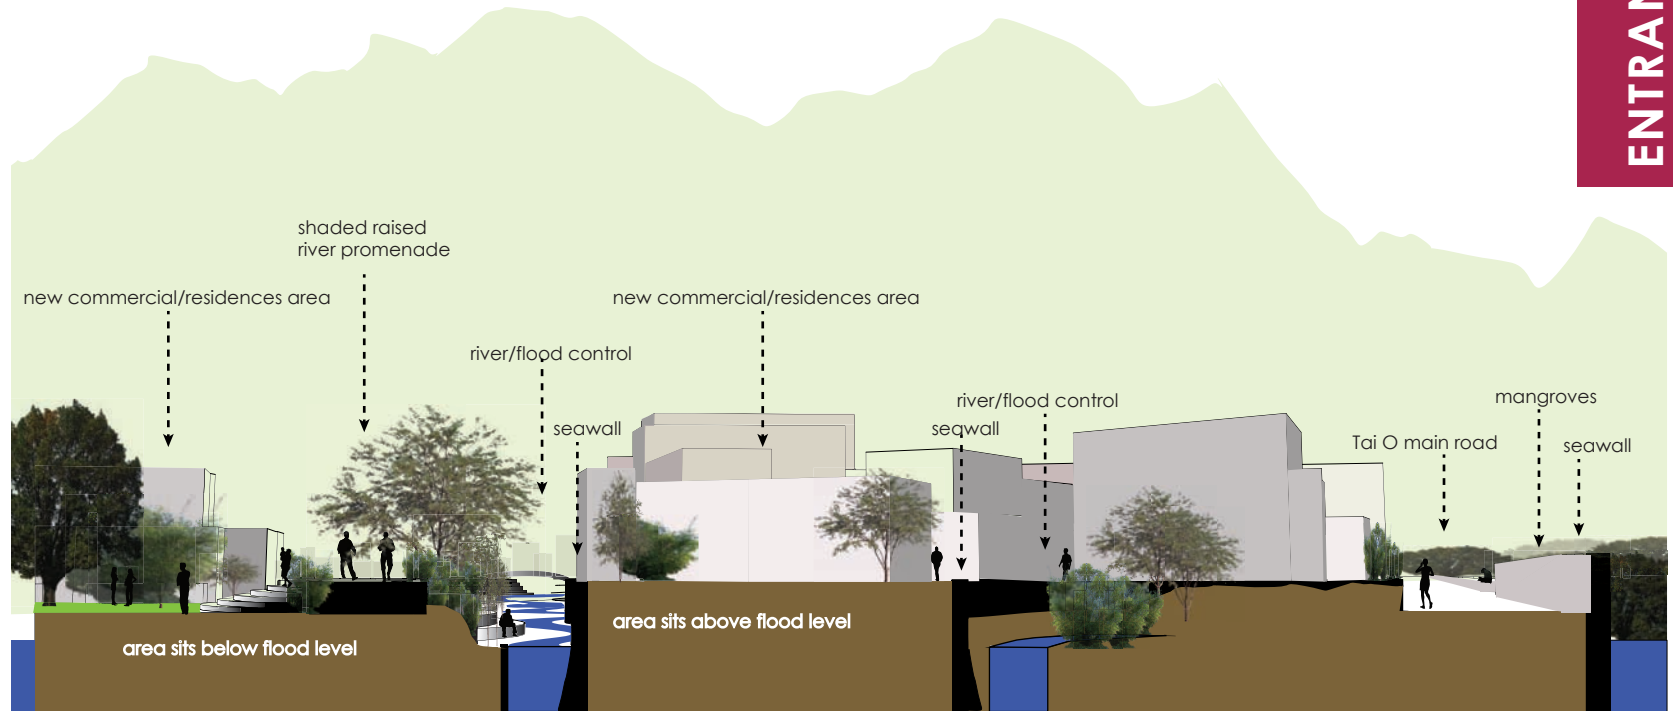 ENTRAN
shaded raised
river promenade
new commercial/residences area
new commercial/residences area
river/flood control
river/flood control
mangroves
seawall
seawall
Tai O main road
seawall
area sits above flood level
area sits below flood level